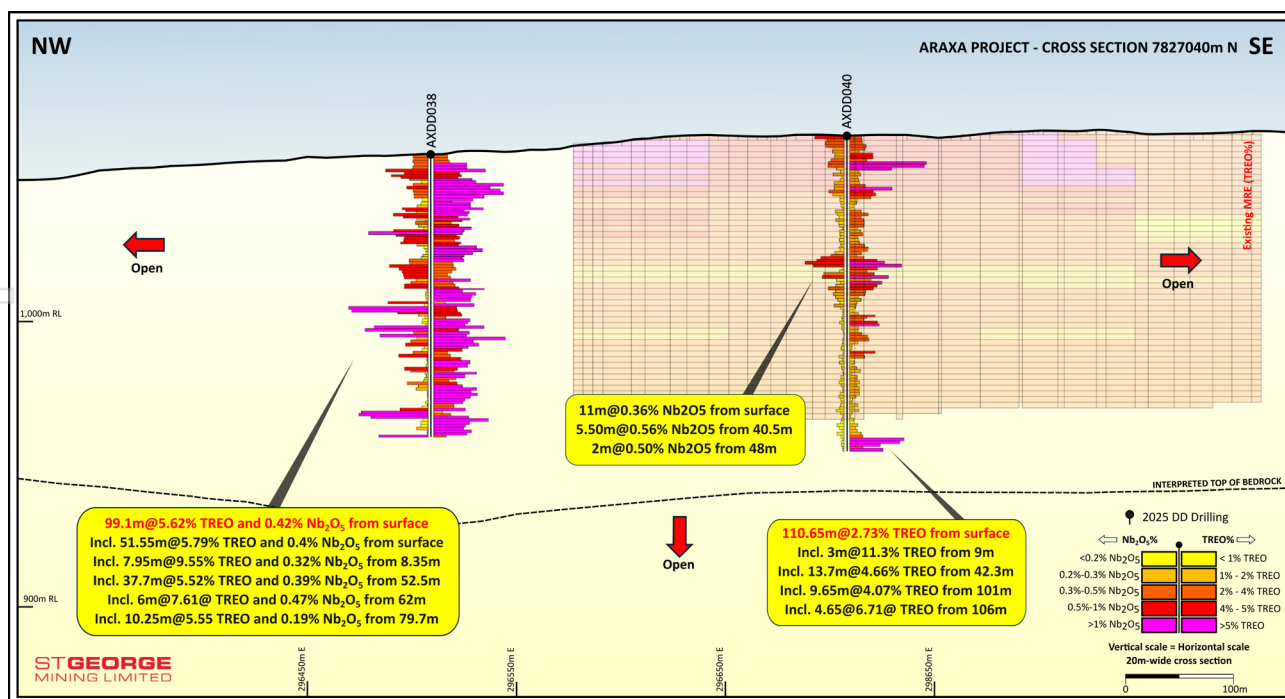 NW
ARAXA PROJECT - CROSS SECTION 7827040m N SE
AXDD038
AXDD040
Existing MRE (TREO%)
Open
Open
1,000m RL
11m@0.36% Nb2O5 from surface
5.50m@0.56% Nb2O5 from 40.5m
2m@0.50% Nb2O5 from 48m
INTERPRETED TOP OF BEDROCK
99.1m@5.62% TREO and 0.42% Nb₂O₅ from surface
Incl. 51.55m@5.79% TREO and 0.4% Nb₂O₅ from surface
Incl. 7.95m@9.55% TREO and 0.32% Nb₂O₅ from 8.35m
Incl. 37.7m@5.52% TREO and 0.39% Nb₂O₅ from 52.5m
Incl. 6m@7.61@ TREO and 0.47% Nb₂O₅ from 62m
Incl. 10.25m@5.55 TREO and 0.19% Nb₂O₅ from 79.7m
Open
110.65m@2.73% TREO from surface
Incl. 3m@11.3% TREO from 9m
Incl. 13.7m@4.66% TREO from 42.3m
Incl. 9.65m@4.07% TREO from 101m
Incl. 4.65@6.71@ TREO from 106m
2025 DD Drilling
Nb₂O₅% TREO%
<0.2% Nb₂O₅ < 1% TREO
0.2%-0.3% Nb₂O₅ 1% - 2% TREO
0.3%-0.5% Nb₂O₅ 2% - 4% TREO
0.5%-1% Nb₂O₅ 4% - 5% TREO
>1% Nb₂O₅ >5% TREO
Vertical scale = Horizontal scale
20m-wide cross section
0 100m
900m RL
STGEORGE
MINING LIMITED
296450m E
296550m E
296650m E
298650m E